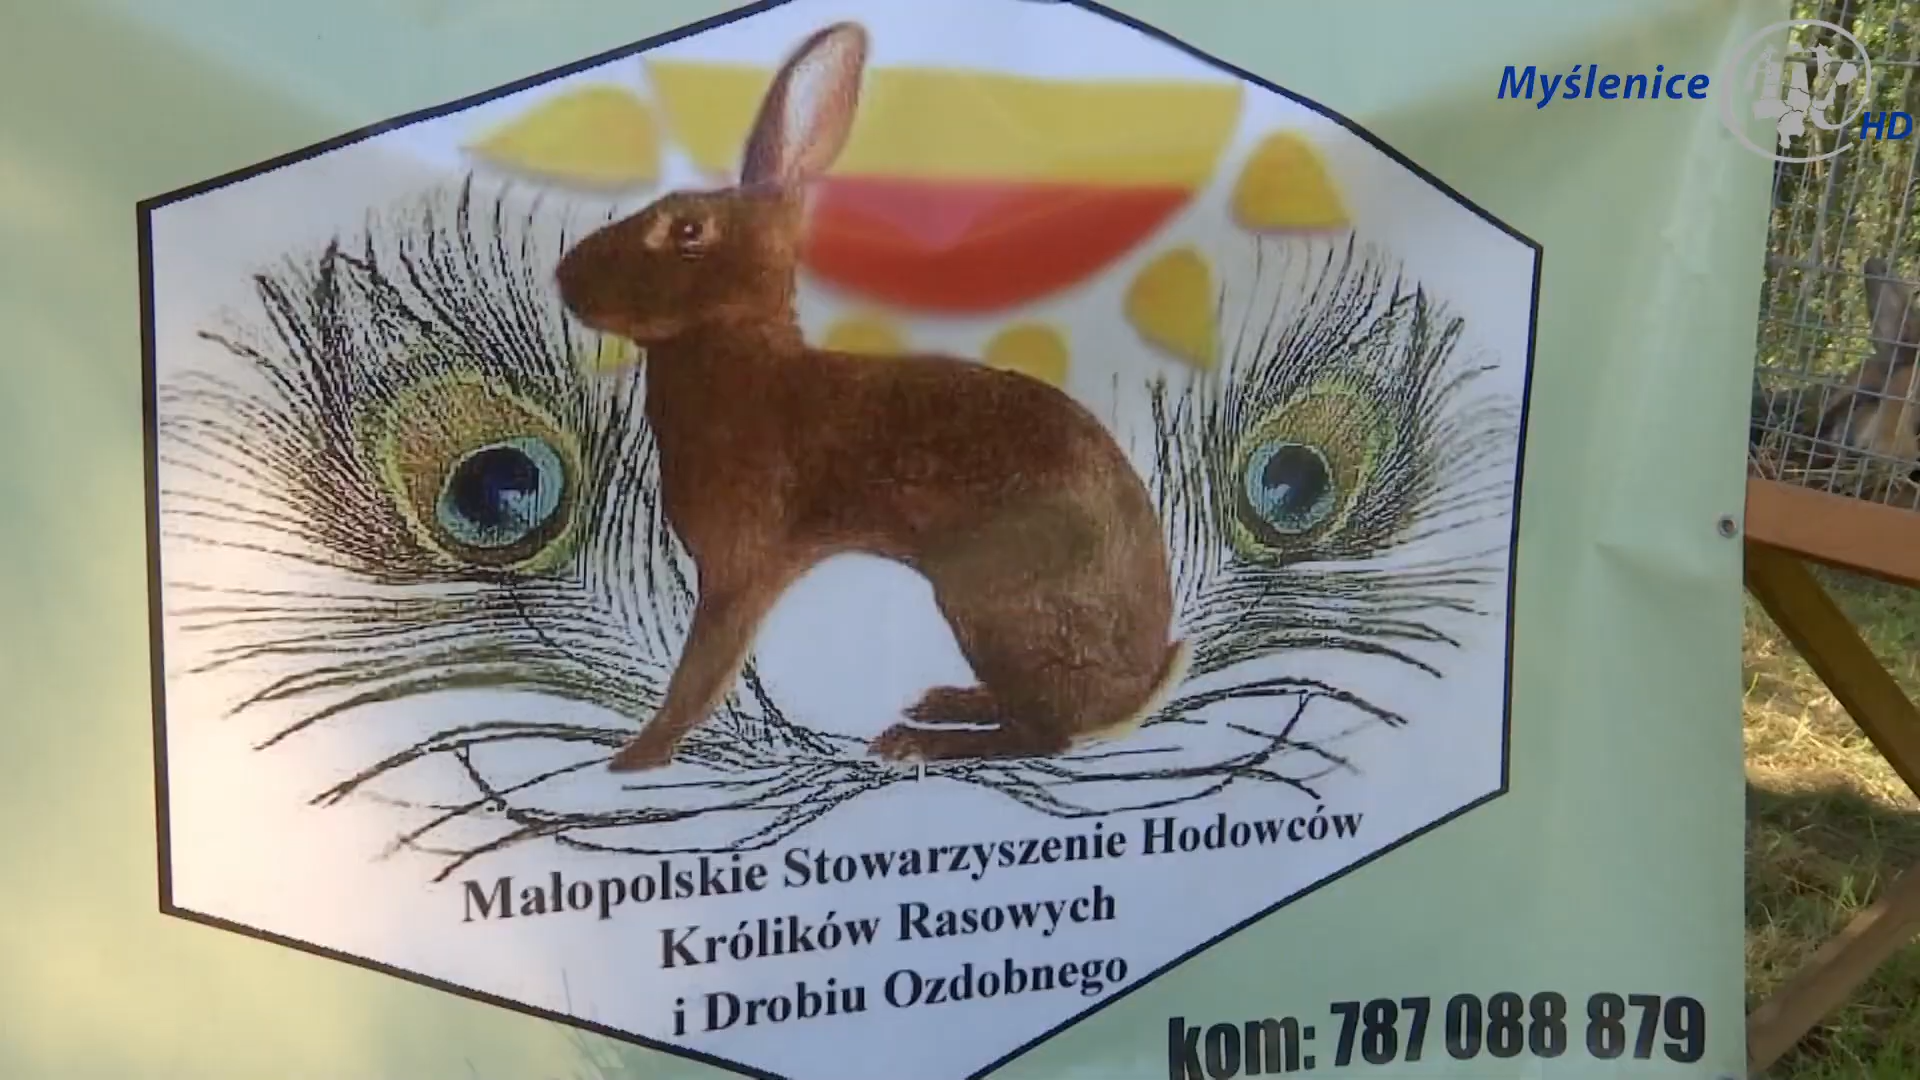 Myślenice
HD
Małopolskie Stowarzyszenie Hodowców
Królików Rasowych
i Drobiu Ozdobnego
kom: 787 088 879